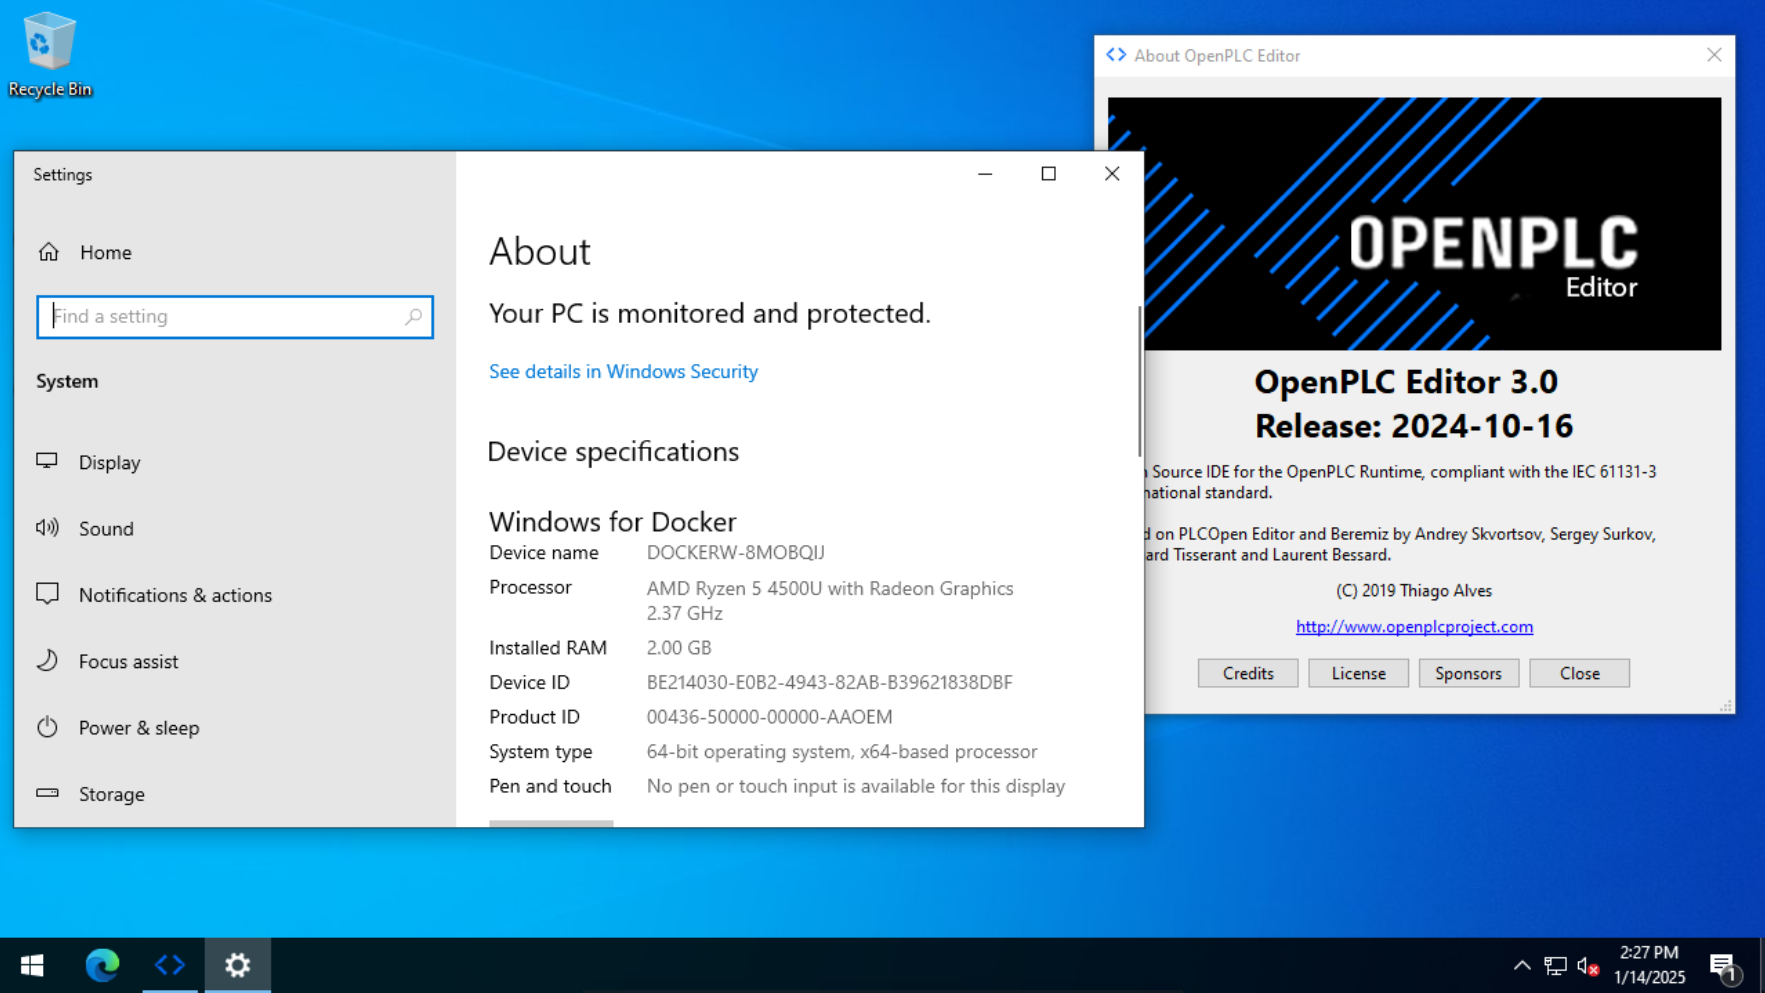 Recycle Bin
Settings
Home
Find a setting
System
Display
Sound
Notifications & actions
Focus assist
Power & sleep
Storage
About
Your PC is monitored and protected.
See details in Windows Security
Device specifications
Windows for Docker
Device name DOCKERW-8MOBQIJ
Processor AMD Ryzen 5 4500U with Radeon Graphics
2.37 GHz
Installed RAM 2.00 GB
Device ID BE214030-E0B2-4943-82AB-B39621838DBF
Product ID 00436-50000-00000-AAOEM
System type 64-bit operating system, x64-based processor
Pen and touch No pen or touch input is available for this display
About OpenPLC Editor
OPENPLC
Editor
OpenPLC Editor 3.0
Release: 2024-10-16
Source IDE for the OpenPLC Runtime, compliant with the IEC 61131-3
national standard.
d on PLCOpen Editor and Beremiz by Andrey Skvortsov, Sergey Surkov,
ard Tisserant and Laurent Bessard.
(C) 2019 Thiago Alves
http://www.openplcproject.com
Credits License Sponsors Close
2:27 PM
1/14/2025
1